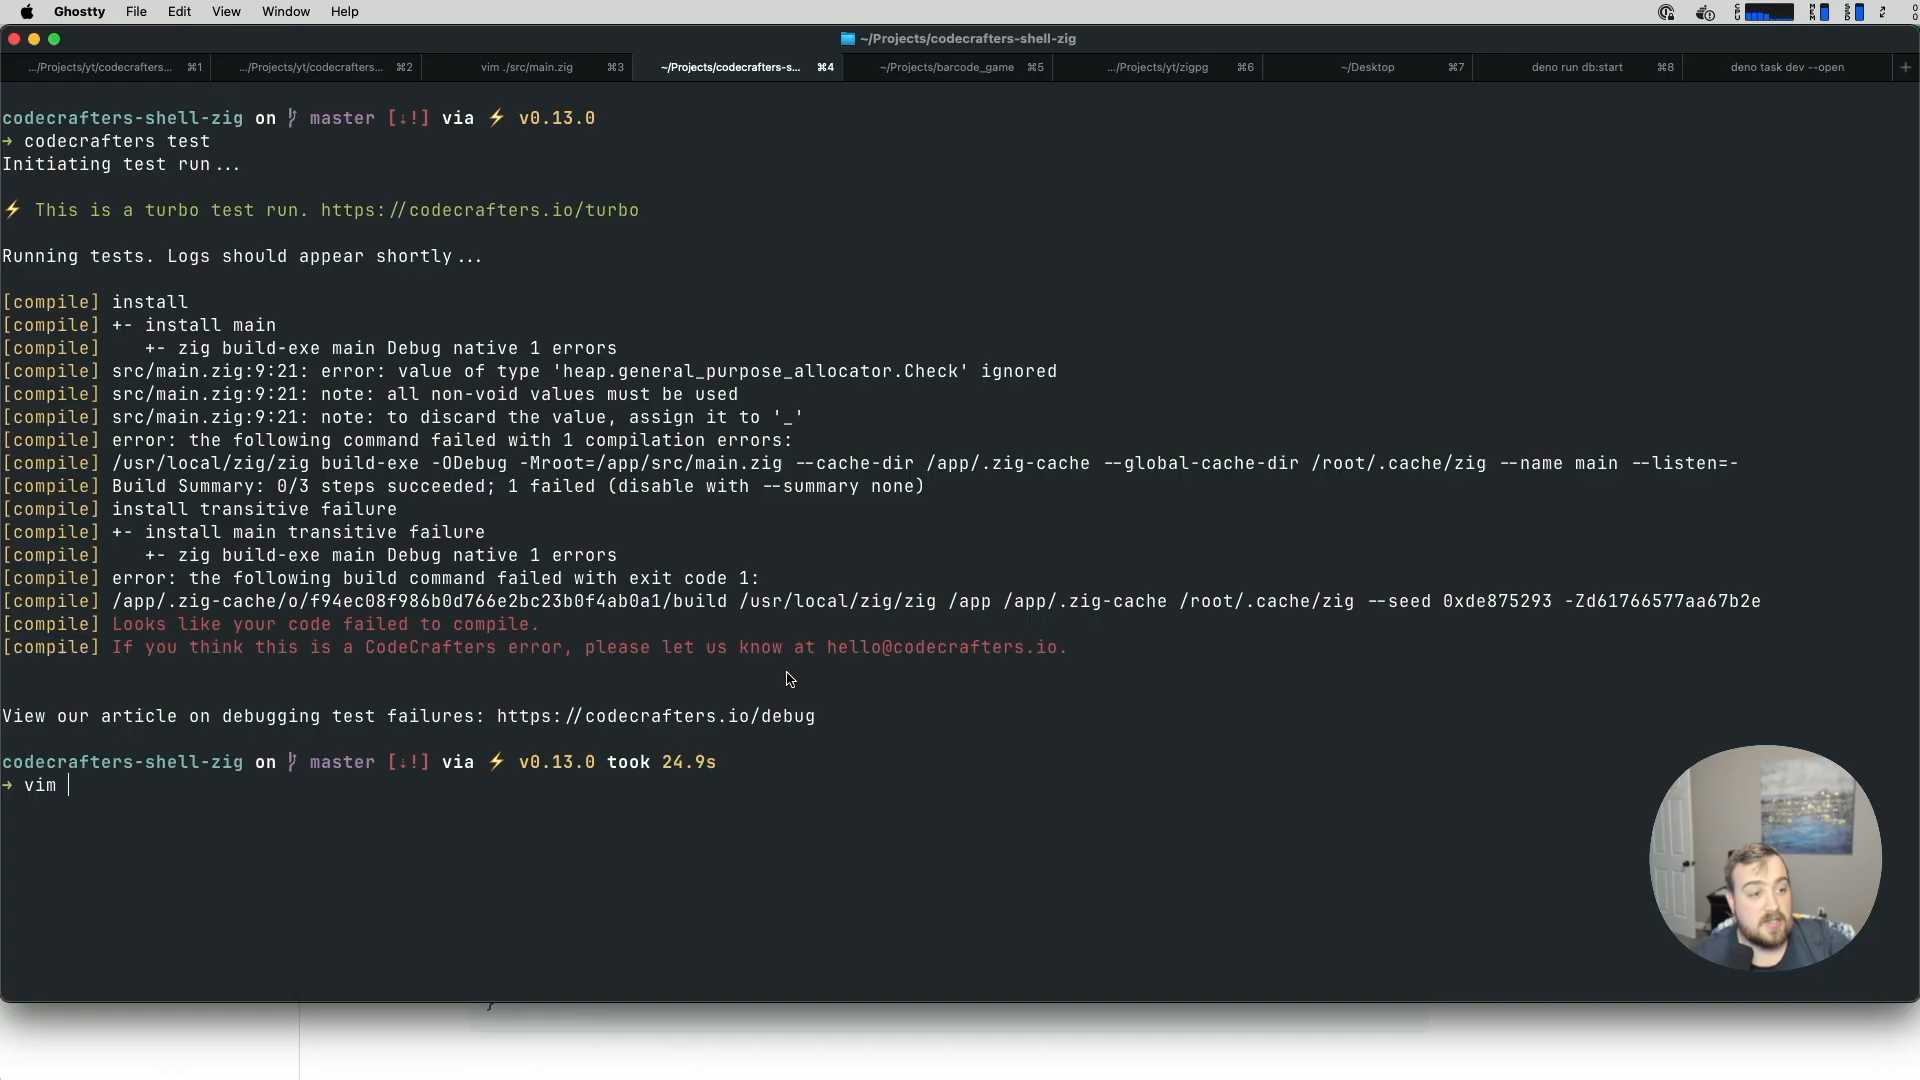 Ghostty File Edit View Window Help
~/Projects/codecrafters-shell-zig
.../Projects/yt/codecrafters... ⌘1 .../Projects/yt/codecrafters... ⌘2 vim ./src/main.zig ⌘3 ~/Projects/codecrafters-s... ⌘4 ~/Projects/barcode_game ⌘5 .../Projects/yt/zigpg ⌘6 ~/Desktop ⌘7 deno run db:start ⌘8 deno task dev --open +
codecrafters-shell-zig on master [↓!] via ⚡ v0.13.0
→ codecrafters test
Initiating test run...
⚡ This is a turbo test run. https://codecrafters.io/turbo
Running tests. Logs should appear shortly...
[compile] install
[compile] +- install main
[compile]    +- zig build-exe main Debug native 1 errors
[compile] src/main.zig:9:21: error: value of type 'heap.general_purpose_allocator.Check' ignored
[compile] src/main.zig:9:21: note: all non-void values must be used
[compile] src/main.zig:9:21: note: to discard the value, assign it to '_'
[compile] error: the following command failed with 1 compilation errors:
[compile] /usr/local/zig/zig build-exe -ODebug -Mroot=/app/src/main.zig --cache-dir /app/.zig-cache --global-cache-dir /root/.cache/zig --name main --listen=-
[compile] Build Summary: 0/3 steps succeeded; 1 failed (disable with --summary none)
[compile] install transitive failure
[compile] +- install main transitive failure
[compile]    +- zig build-exe main Debug native 1 errors
[compile] error: the following build command failed with exit code 1:
[compile] /app/.zig-cache/o/f94ec08f986b0d766e2bc23b0f4ab0a1/build /usr/local/zig/zig /app /app/.zig-cache /root/.cache/zig --seed 0xde875293 -Zd61766577aa67b2e
[compile] Looks like your code failed to compile.
[compile] If you think this is a CodeCrafters error, please let us know at hello@codecrafters.io.
View our article on debugging test failures: https://codecrafters.io/debug
codecrafters-shell-zig on master [↓!] via ⚡ v0.13.0 took 24.9s
→ vim